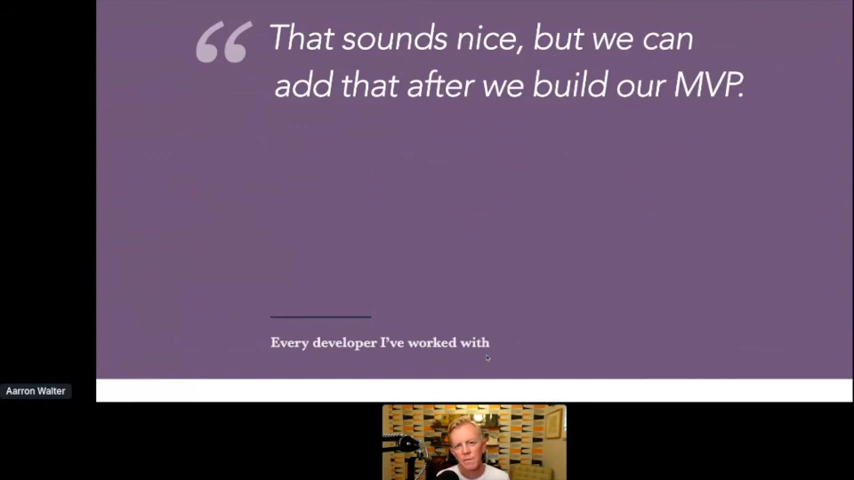 “ That sounds nice, but we can
add that after we build our MVP.
Every developer I’ve worked with
Aarron Walter